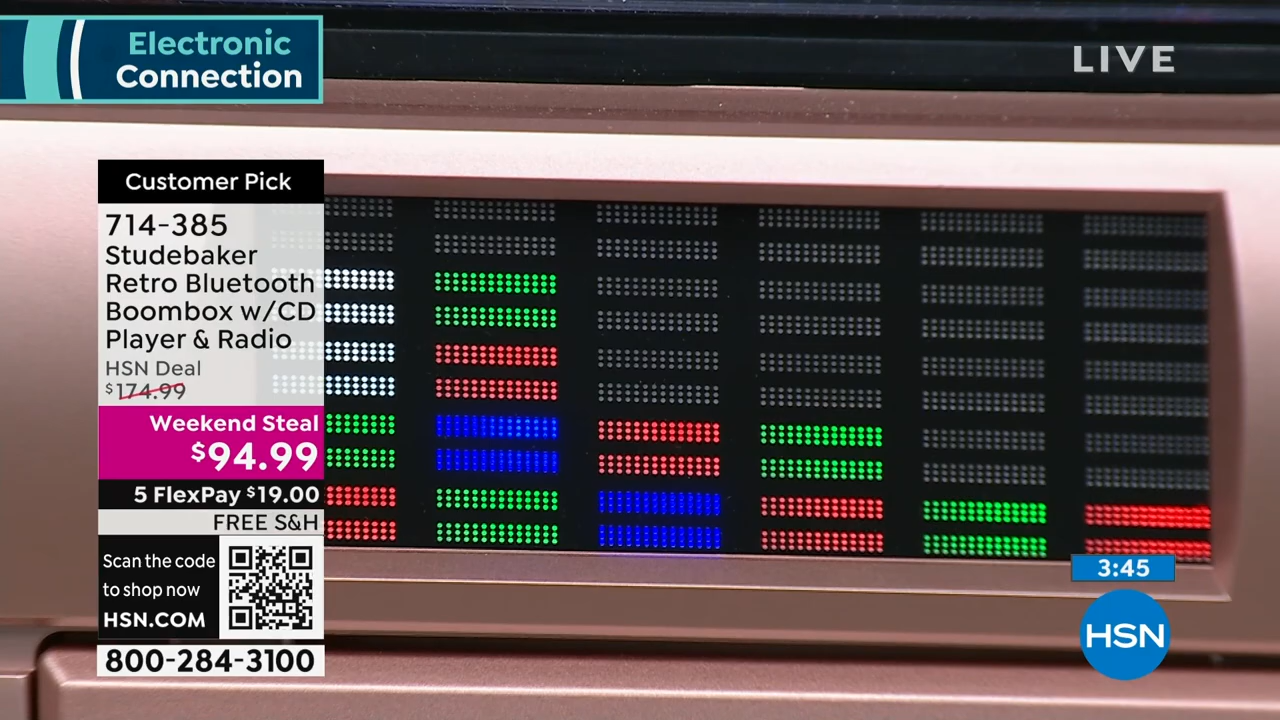 Electronic
Connection
LIVE
Customer Pick
714-385
Studebaker
Retro Bluetooth
Boombox w/CD
Player & Radio
HSN Deal
$174.99
Weekend Steal
$94.99
5 FlexPay $19.00
FREE S&H
Scan the code
to shop now
HSN.COM
800-284-3100
3:45
HSN